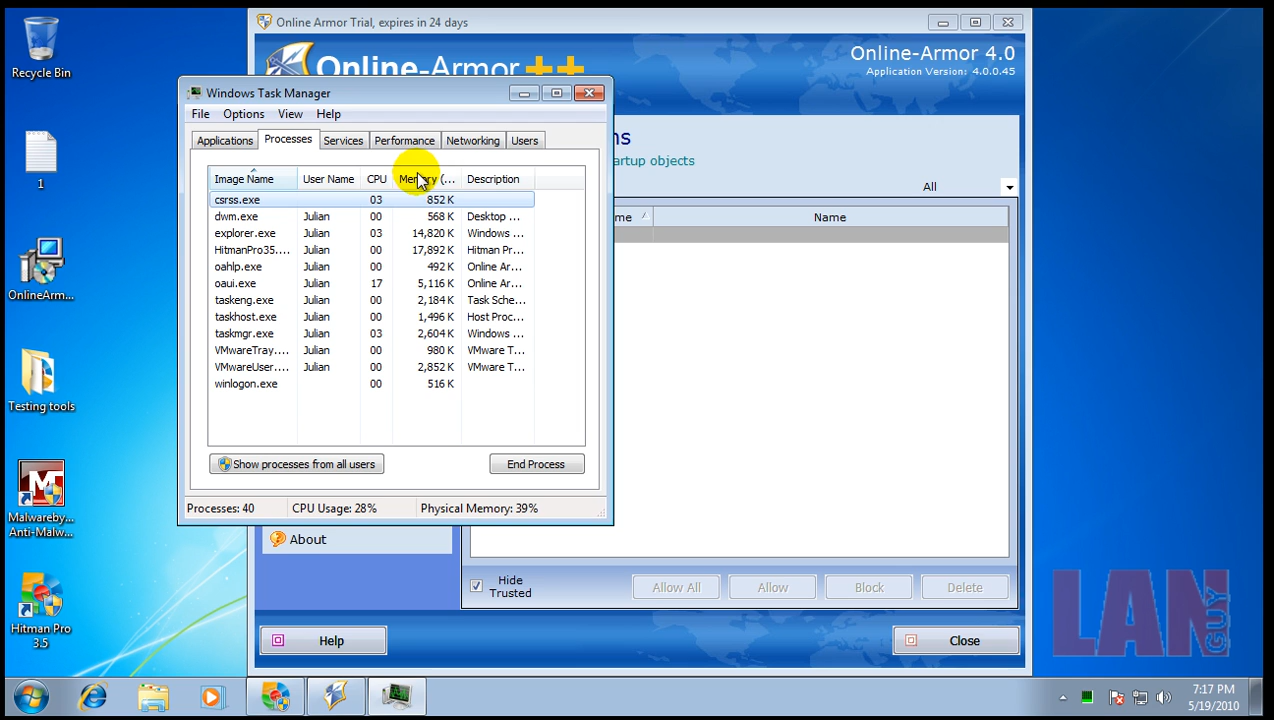 Recycle Bin
1
OnlineArm...
Testing tools
Malwareby...
Anti-Malw...
Hitman Pro
3.5
Online Armor Trial, expires in 24 days
Online-Armor ++
Online-Armor 4.0
Application Version: 4.0.0.45
ms
artup objects
All
me
Name
Windows Task Manager
File Options View Help
Applications Processes Services Performance Networking Users
Image Name User Name CPU Memory (... Description
csrss.exe 03 852 K
dwm.exe Julian 00 568 K Desktop ...
explorer.exe Julian 03 14,820 K Windows ...
HitmanPro35.... Julian 00 17,892 K Hitman Pr...
oahlp.exe Julian 00 492 K Online Ar...
oaui.exe Julian 17 5,116 K Online Ar...
taskeng.exe Julian 00 2,184 K Task Sche...
taskhost.exe Julian 00 1,496 K Host Proc...
taskmgr.exe Julian 03 2,604 K Windows ...
VMwareTray.... Julian 00 980 K VMware T...
VMwareUser.... Julian 00 2,852 K VMware T...
winlogon.exe 00 516 K
Show processes from all users End Process
Processes: 40 CPU Usage: 28% Physical Memory: 39%
About
Hide
Trusted
Allow All Allow Block Delete
Help Close
LAN
GUY
7:17 PM
5/19/2010